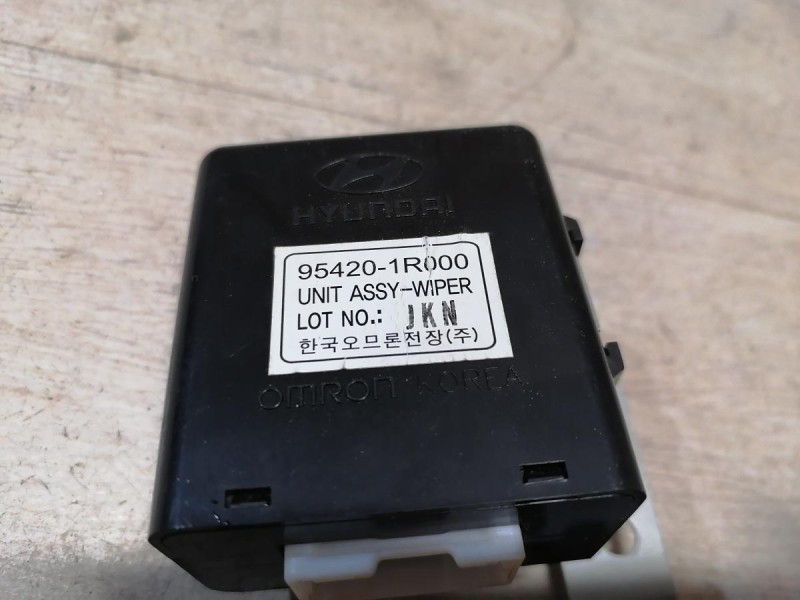 HYUNDAI
95420-1R000
UNIT ASSY-WIPER
LOT NO.: JKN
한국오므론전장(주)
OMRON KOREA